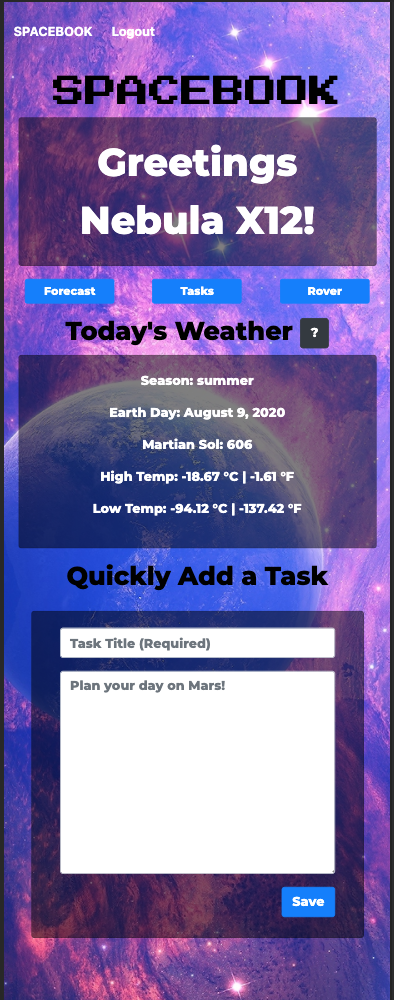 SPACEBOOK Logout
SPACEBOOK
Greetings
Nebula X12!
Forecast Tasks Rover
Today's Weather ?
Season: summer
Earth Day: August 9, 2020
Martian Sol: 606
High Temp: -18.67 °C | -1.61 °F
Low Temp: -94.12 °C | -137.42 °F
Quickly Add a Task
Task Title (Required)
Plan your day on Mars!
Save